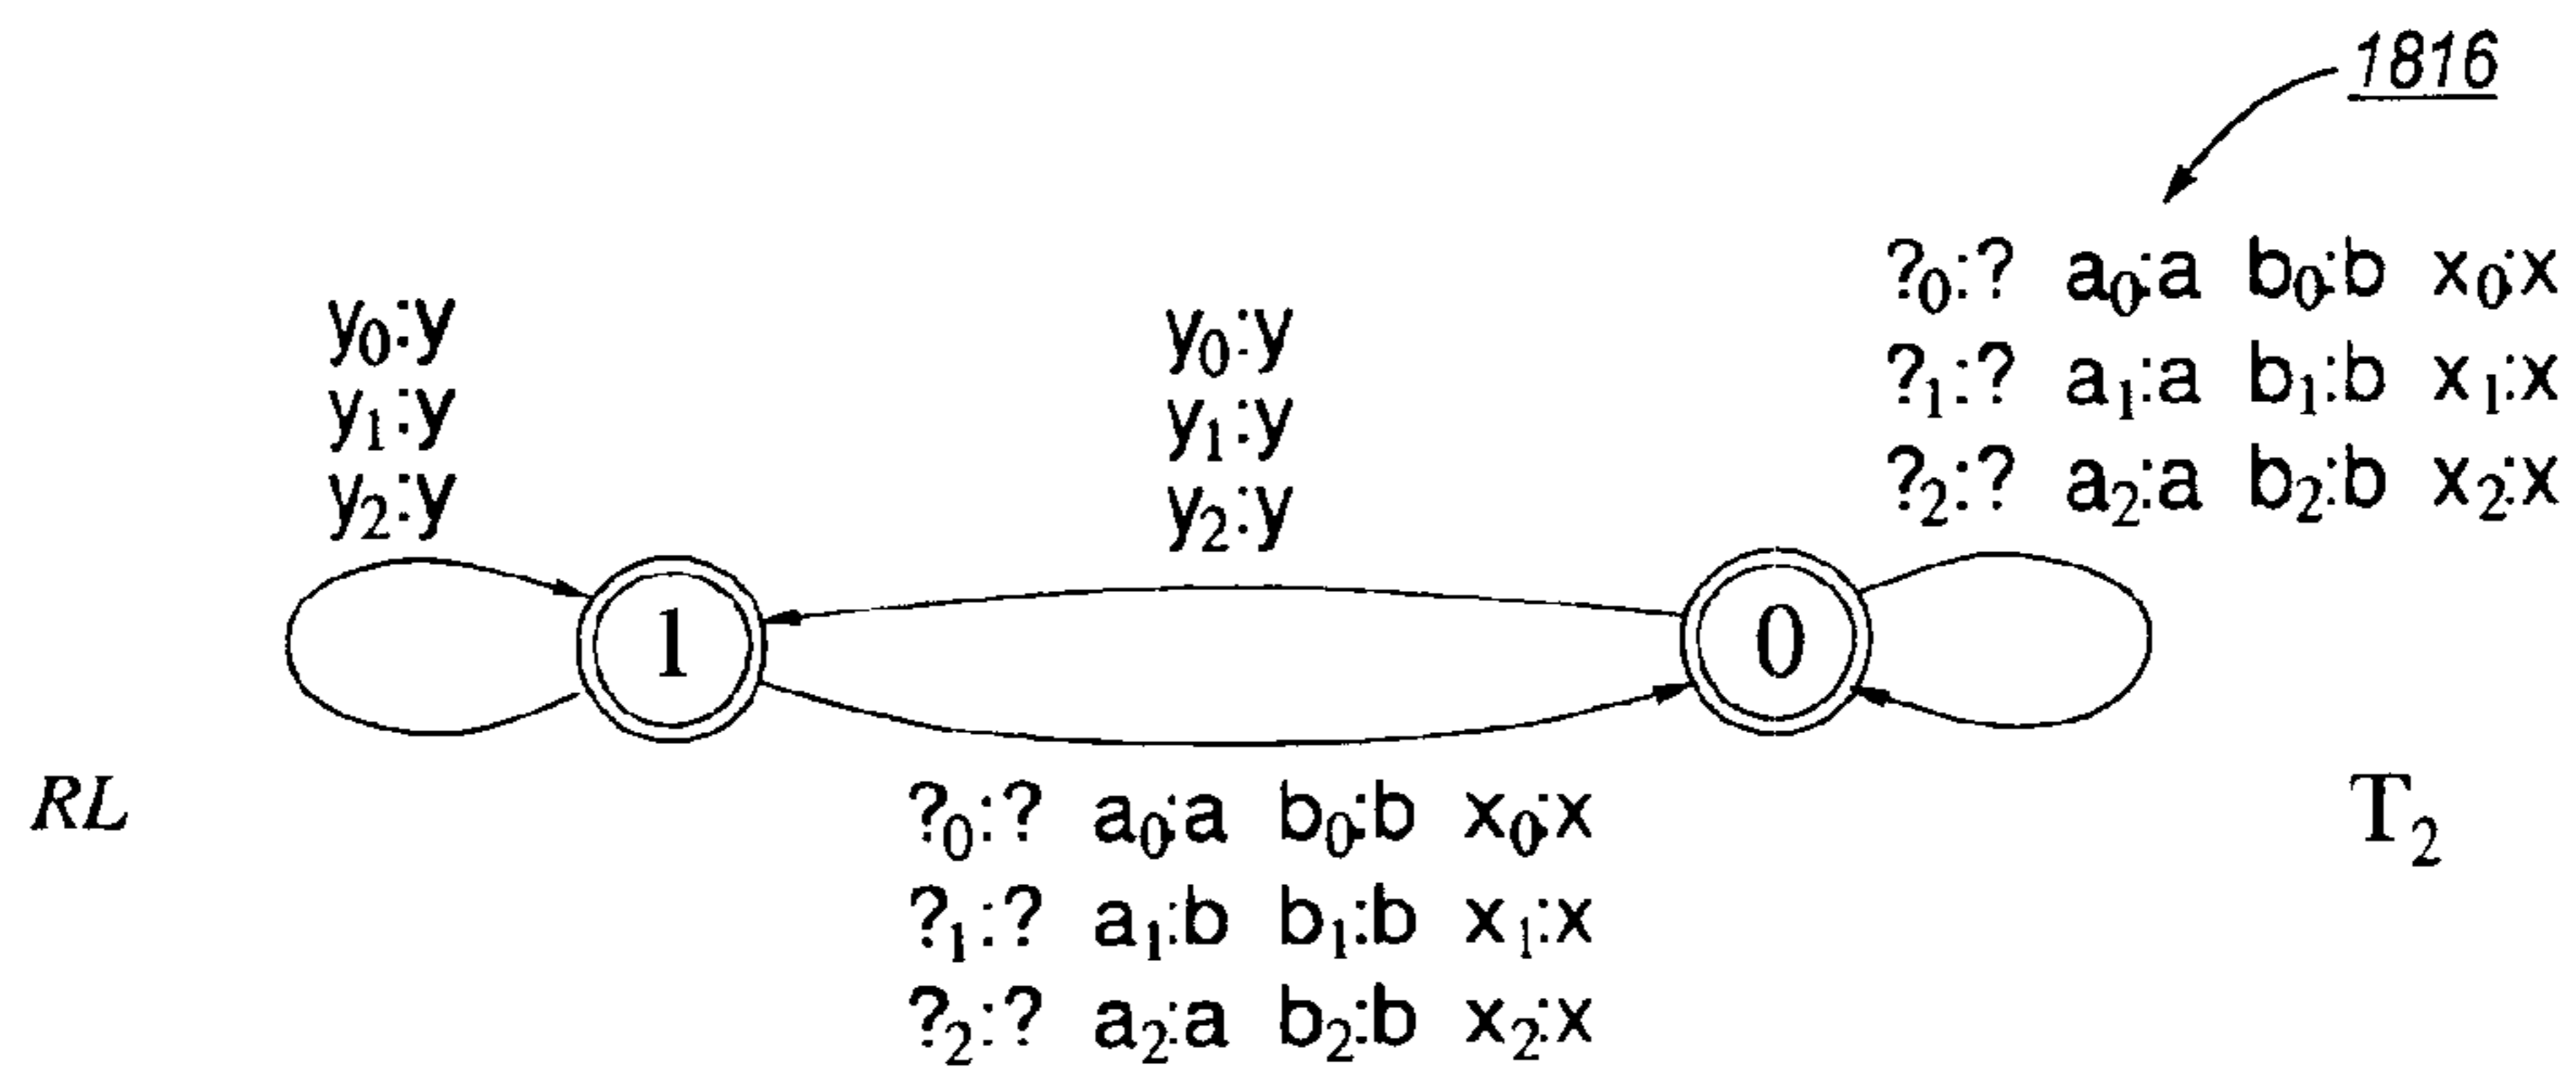 1816
?₀:? a₀:a b₀:b x₀:x
?₁:? a₁:a b₁:b x₁:x
?₂:? a₂:a b₂:b x₂:x
y₀:y
y₁:y
y₂:y
y₀:y
y₁:y
y₂:y
1
0
RL
T₂
?₀:? a₀:a b₀:b x₀:x
?₁:? a₁:b b₁:b x₁:x
?₂:? a₂:a b₂:b x₂:x